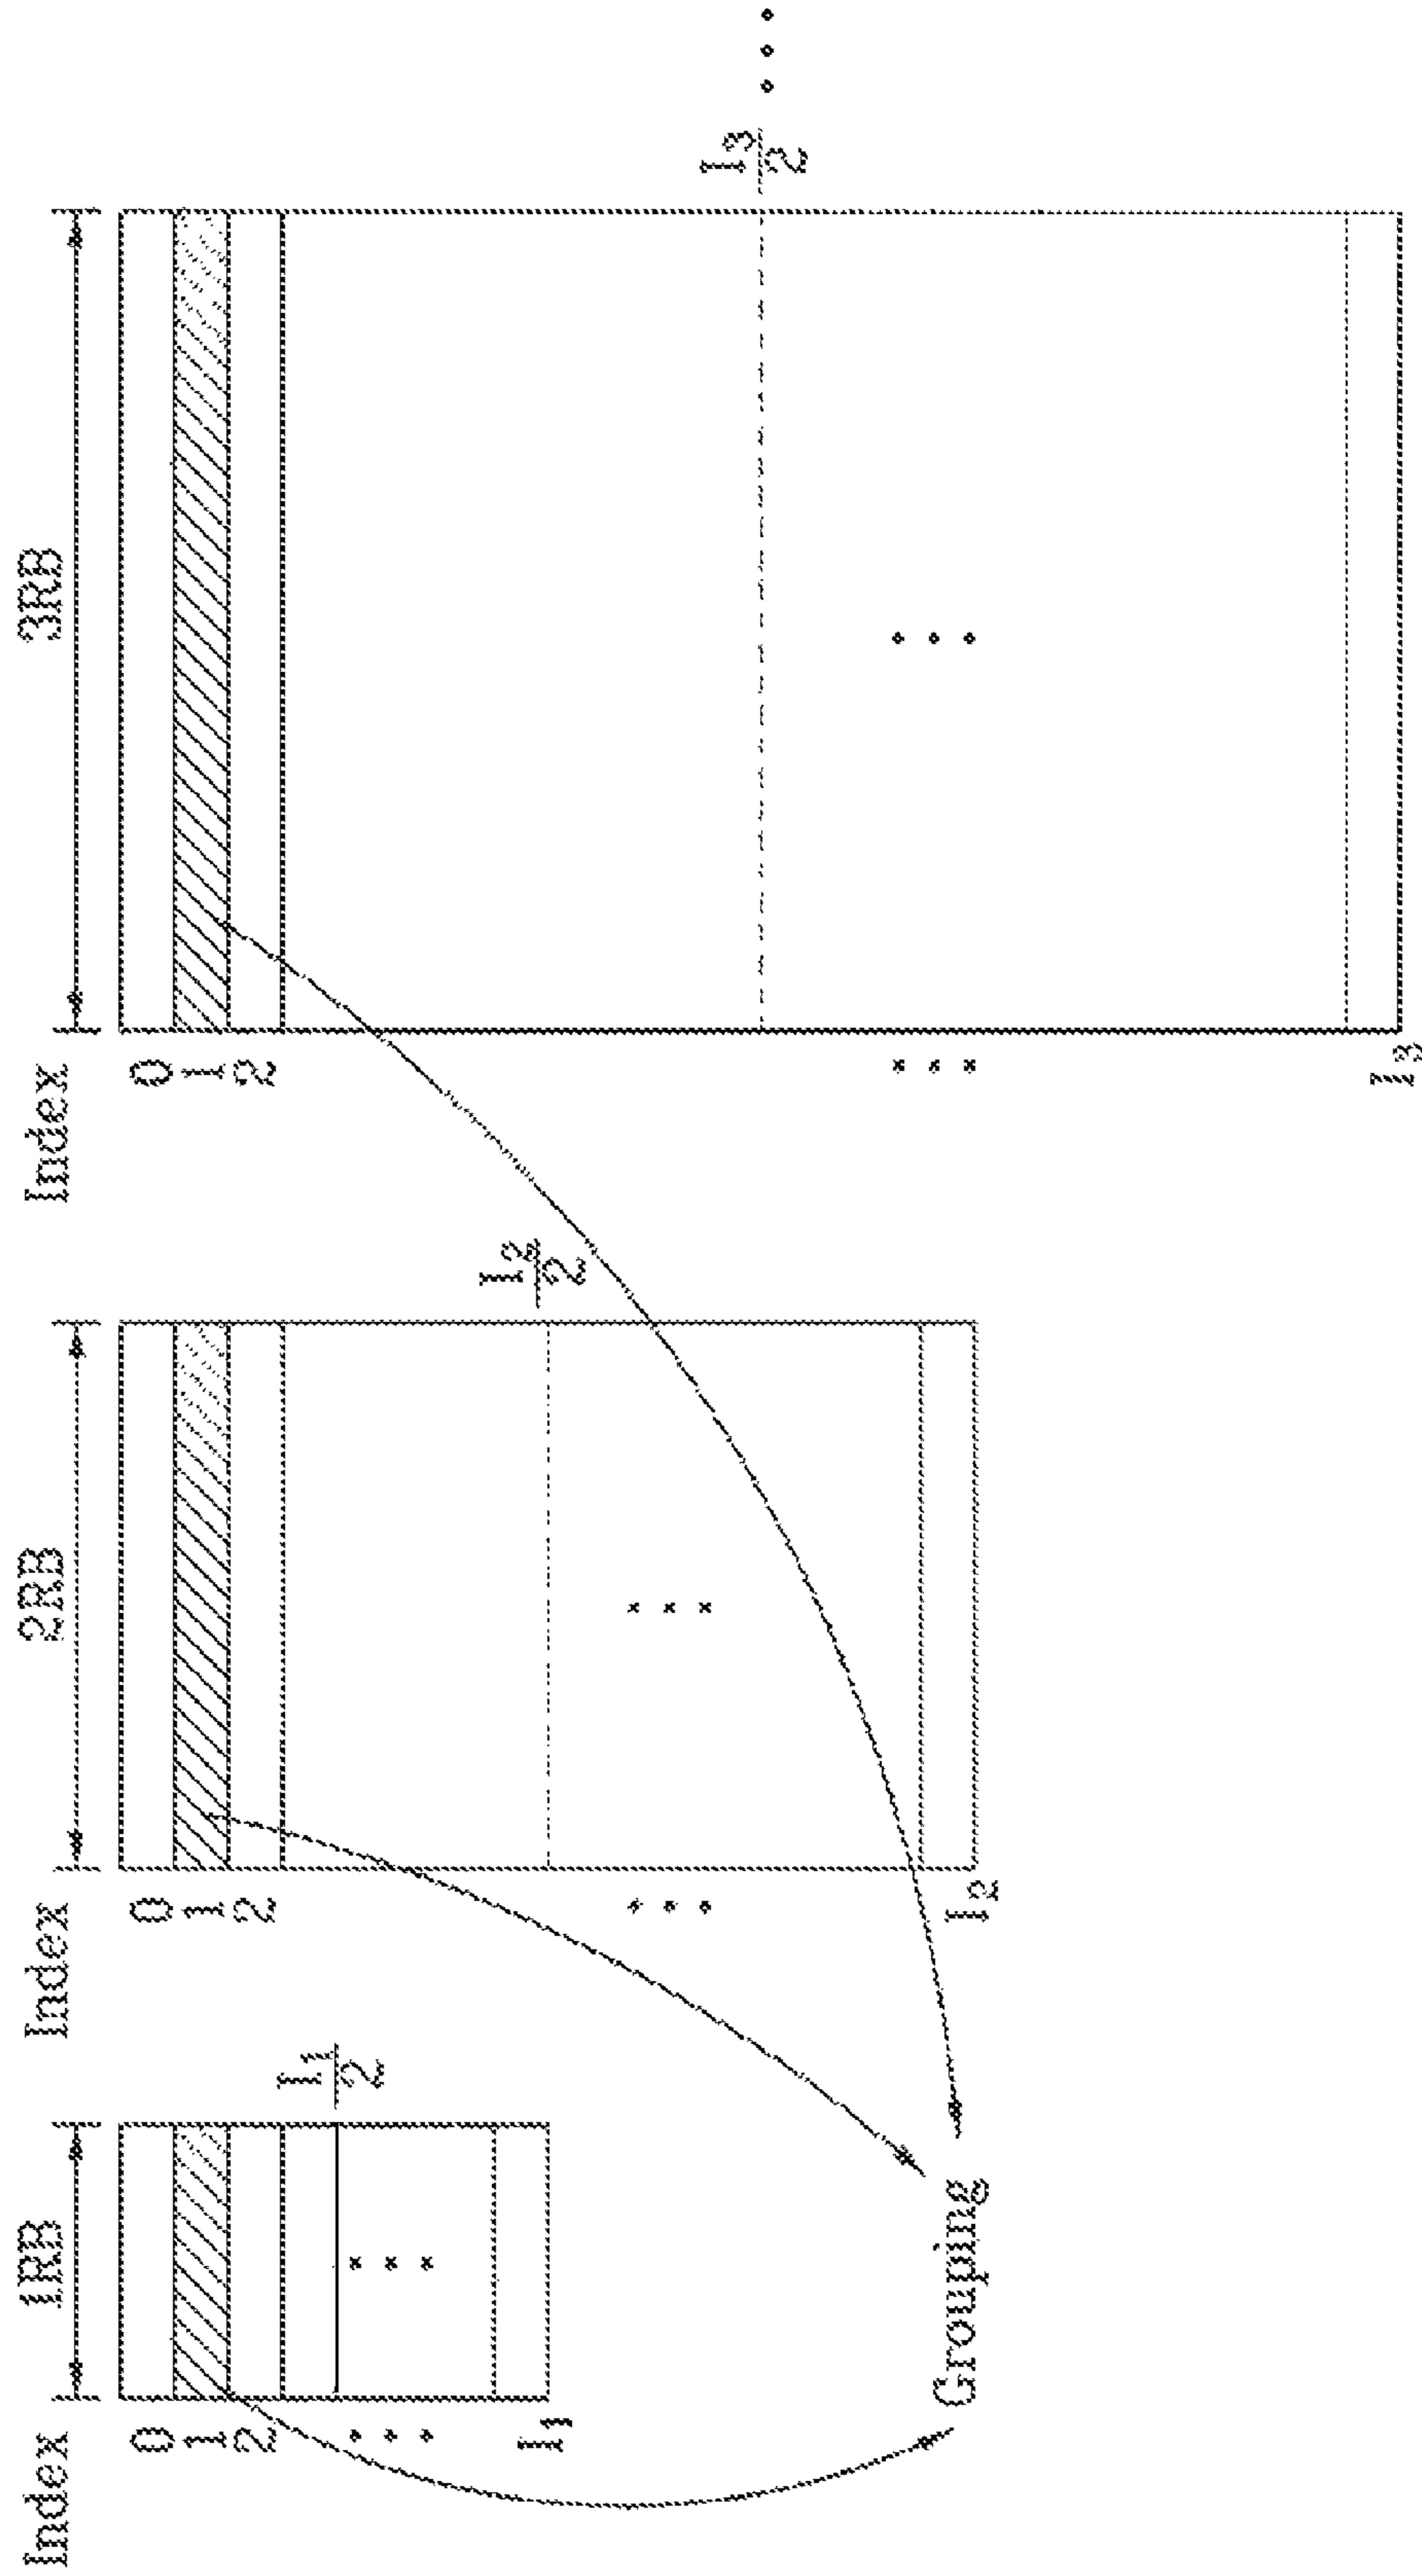 1RB
Index
0
1
2
I1
I1/2
2RB
Index
0
1
2
I2
I2/2
3RB
Index
0
1
2
I3
I3/2
Grouping